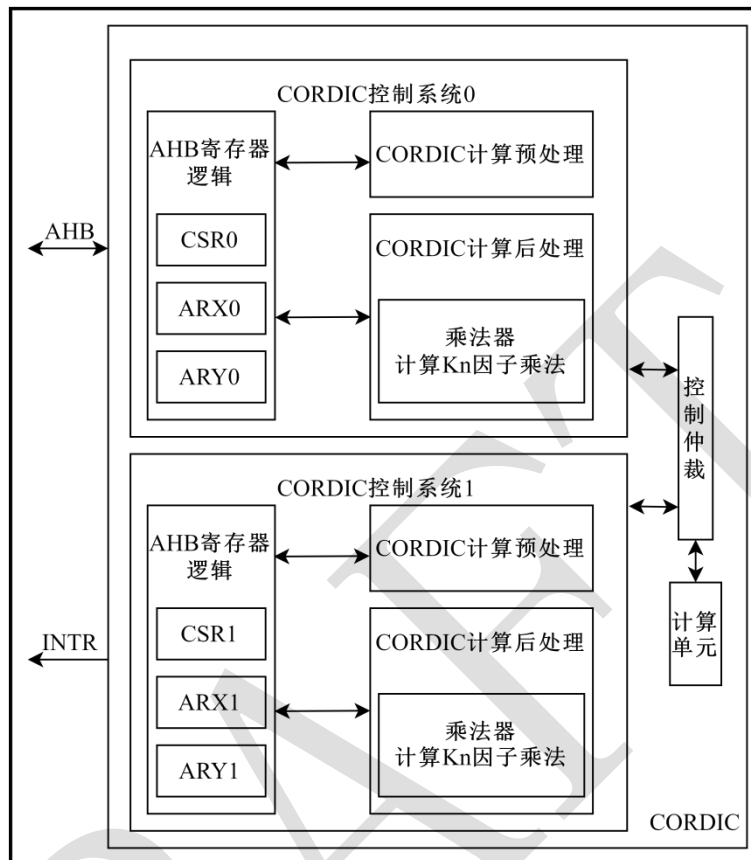 CORDIC控制系统0
AHB寄存器
逻辑
CORDIC计算预处理
AHB
CSR0
CORDIC计算后处理
ARX0
乘法器
计算Kn因子乘法
ARY0
控
制
仲
裁
CORDIC控制系统1
AHB寄存器
逻辑
CORDIC计算预处理
INTR
CSR1
CORDIC计算后处理
计算
单元
ARX1
乘法器
计算Kn因子乘法
ARY1
CORDIC